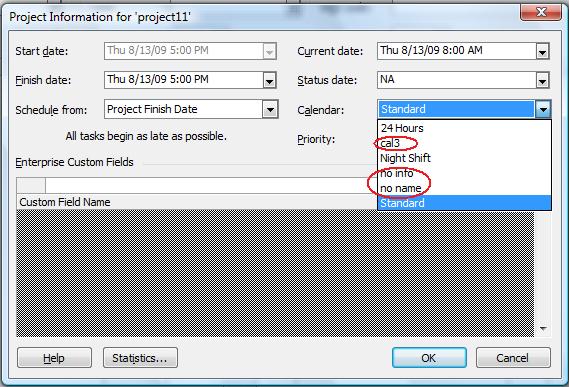 Project Information for 'project11'
Start date: Thu 8/13/09 5:00 PM Current date: Thu 8/13/09 8:00 AM
Finish date: Thu 8/13/09 5:00 PM Status date: NA
Schedule from: Project Finish Date Calendar: Standard
24 Hours
All tasks begin as late as possible. Priority: cal3
Night Shift
Enterprise Custom Fields no info
no name
Custom Field Name Standard
Help Statistics... OK Cancel